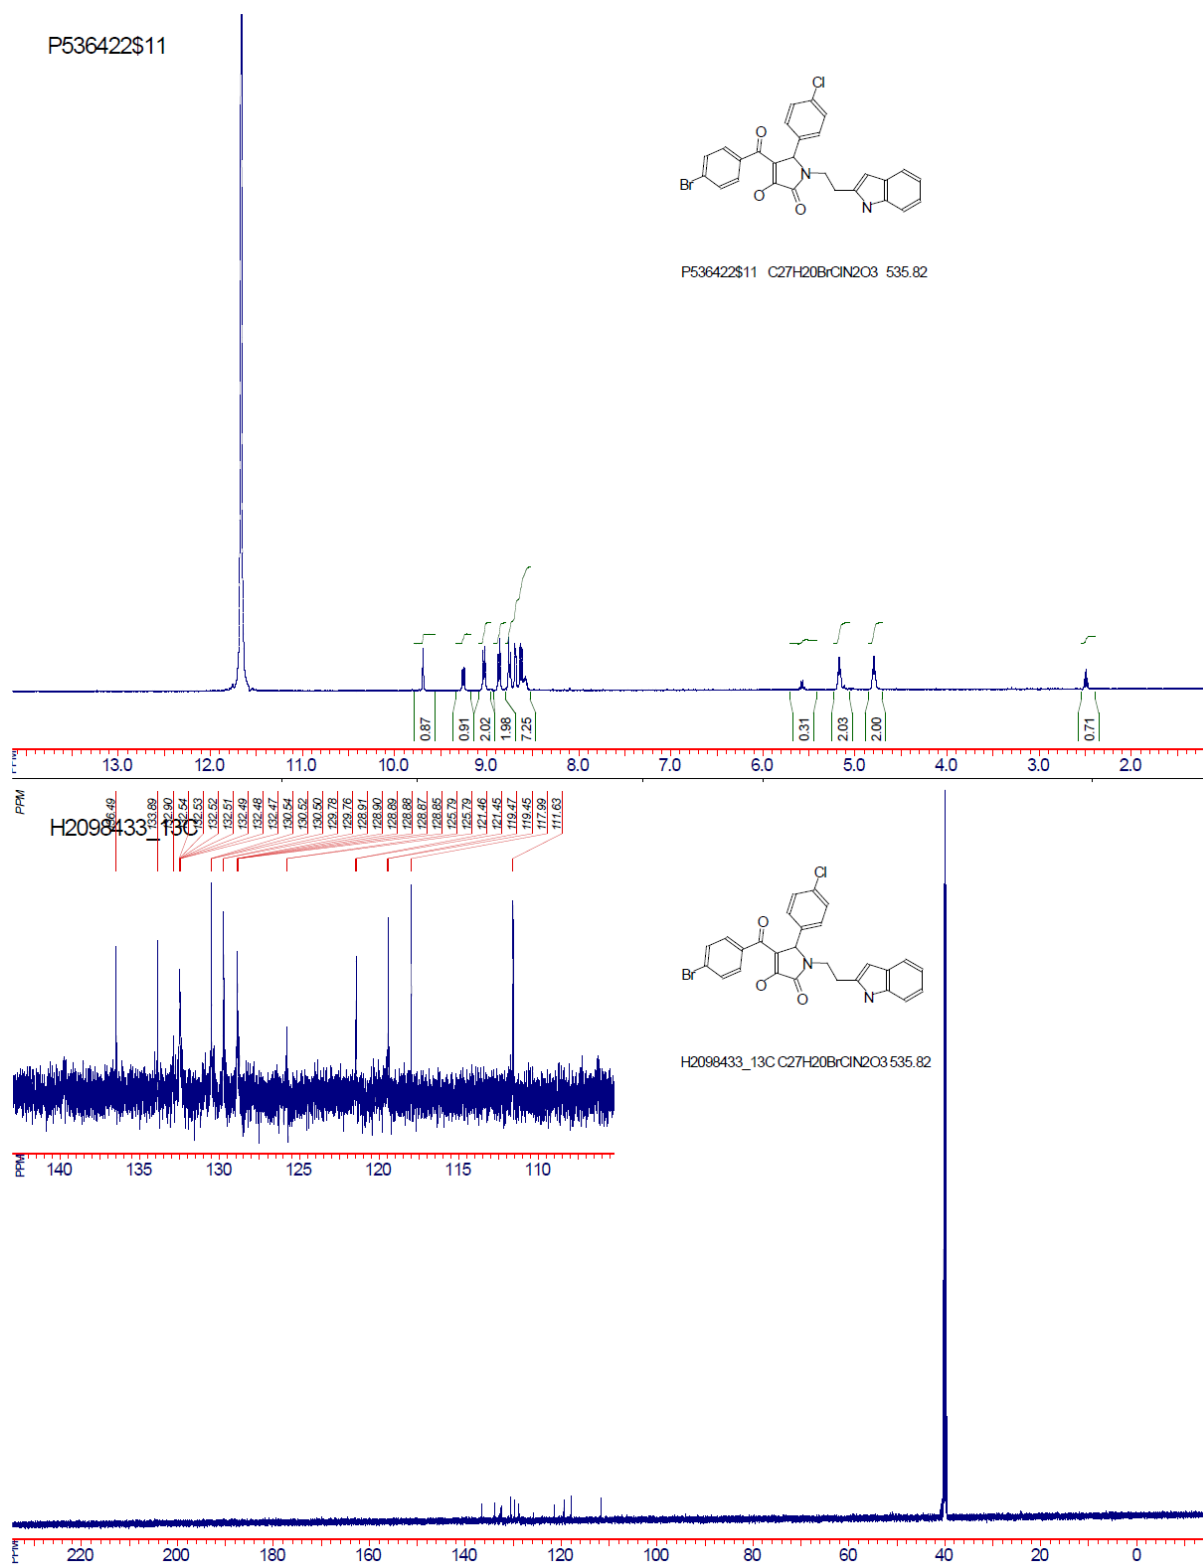 P536422$11
Cl
O
Br
N
O
O
N
P536422$11 C27H20BrClN2O3 535.82
0.87 0.91 2.02 1.98 7.25 0.31 2.03 2.00 0.71
13.0 12.0 11.0 10.0 9.0 8.0 7.0 6.0 5.0 4.0 3.0 2.0
PPM
133.89 132.90 132.54 132.53 132.52 132.51 132.49 132.48 132.47 130.54 130.52 130.50 129.78 129.76 128.91 128.90 128.89 128.88 128.87 128.85 125.79 125.79 121.46 121.45 119.47 119.45 117.99 111.63
H2098433_13C
Cl
O
Br
N
O
O
N
H2098433_13C C27H20BrClN2O3 535.82
PPM 140 135 130 125 120 115 110
220 200 180 160 140 120 100 80 60 40 20 0